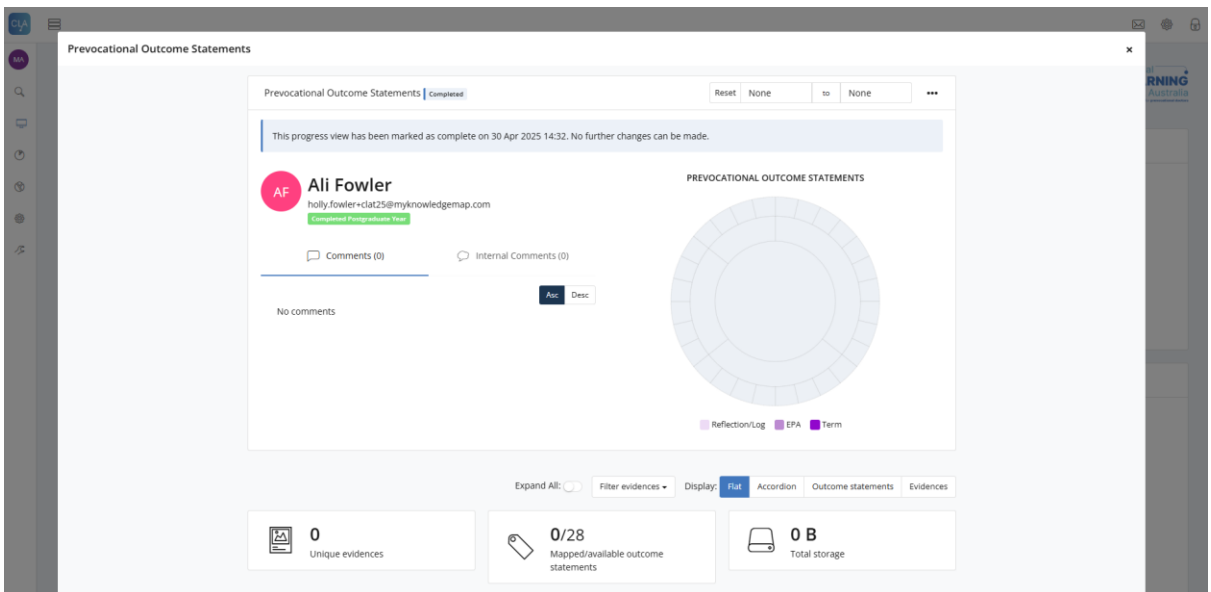 CLA
MA
Prevocational Outcome Statements
×
RNING
Australia
Prevocational Outcome Statements Completed
Reset None to None
This progress view has been marked as complete on 30 Apr 2025 14:32. No further changes can be made.
AF
Ali Fowler
holly.fowler+clat25@myknowledgemap.com
Completed Postgraduate Year
Comments (0) Internal Comments (0)
Asc Desc
No comments
PREVOCATIONAL OUTCOME STATEMENTS
Reflection/Log EPA Term
Expand All: Filter evidences Display: Flat Accordion Outcome statements Evidences
0
Unique evidences
0/28
Mapped/available outcome
statements
0 B
Total storage